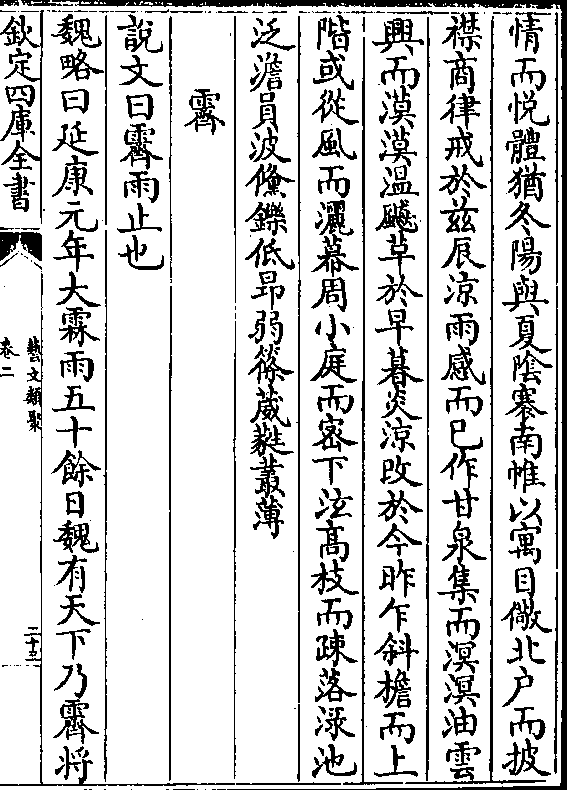 情而悦體猶冬陽與夏陰褰南帷以寓目儆北户而披
襟商律戒於兹辰涼雨感而已作甘泉集而溟溟油雲
興而漠漠温飈草於早暮炎涼改於今昨乍斜檐而上
階或從風而灑幕周小庭而密下泣高枝而疎落渌池
泛澹員波儵鑠低昂弱篠葳蕤叢薄
霽
說文曰霽雨止也
魏略曰延康元年大霖雨五十餘日魏有天下乃霽將
欽定四庫全書
藝文類聚
卷二
二十三